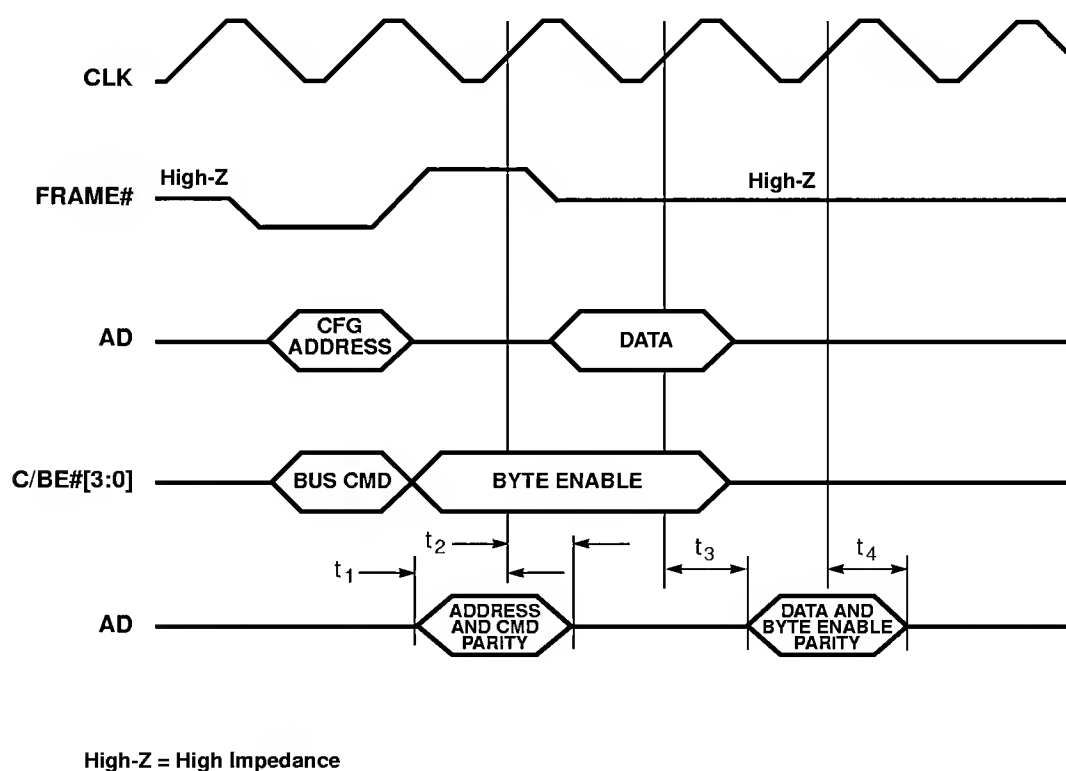 CLK
High-Z
FRAME#
High-Z
AD
CFG
ADDRESS
DATA
C/BE#[3:0]
BUS CMD
BYTE ENABLE
t1
t2
t3
t4
AD
ADDRESS
AND CMD
PARITY
DATA AND
BYTE ENABLE
PARITY
High-Z = High Impedance